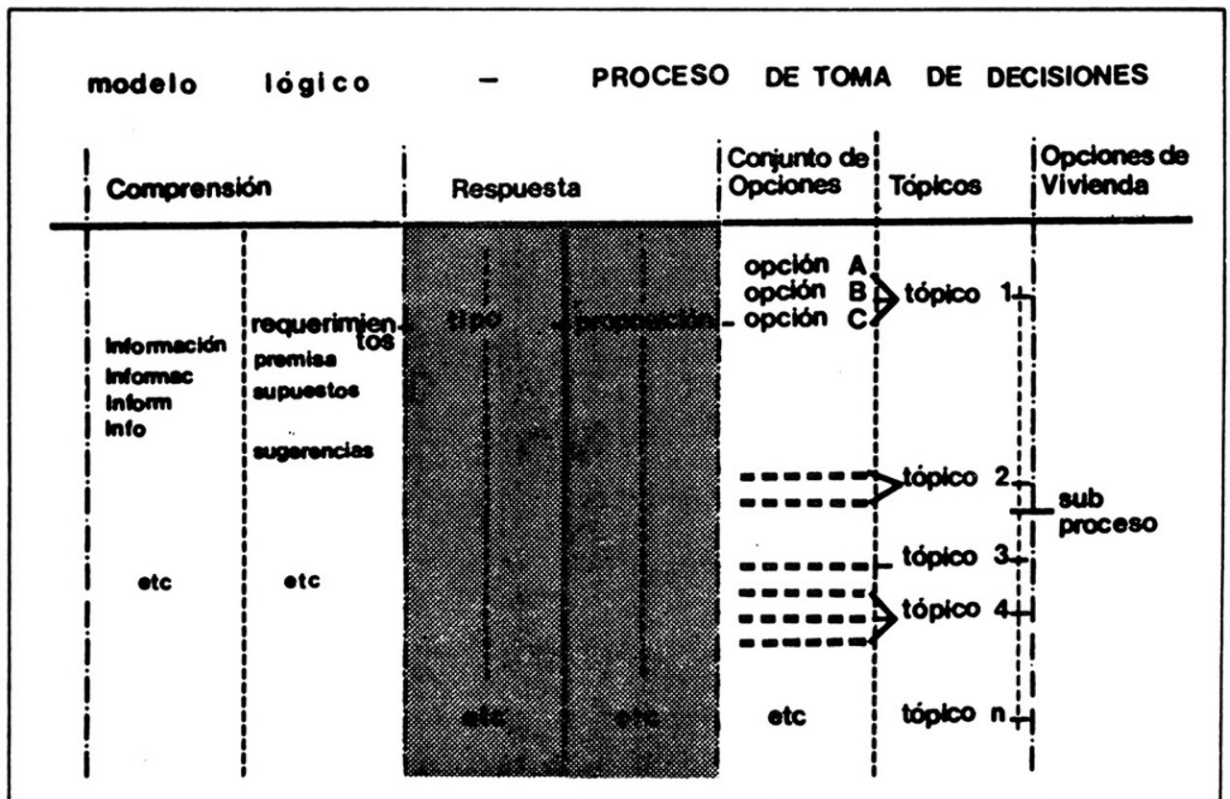 modelo lógico – PROCESO DE TOMA DE DECISIONES
Comprensión
Respuesta
Conjunto de
Opciones
Tópicos
Opciones de
Vivienda
Información
Informac
Inform
Info
etc
requerimien
tos
premisa
supuestos
sugerencias
etc
tipo
etc
proposición
etc
opción A
opción B
opción C
etc
tópico 1
tópico 2
tópico 3
tópico 4
tópico n
sub
proceso